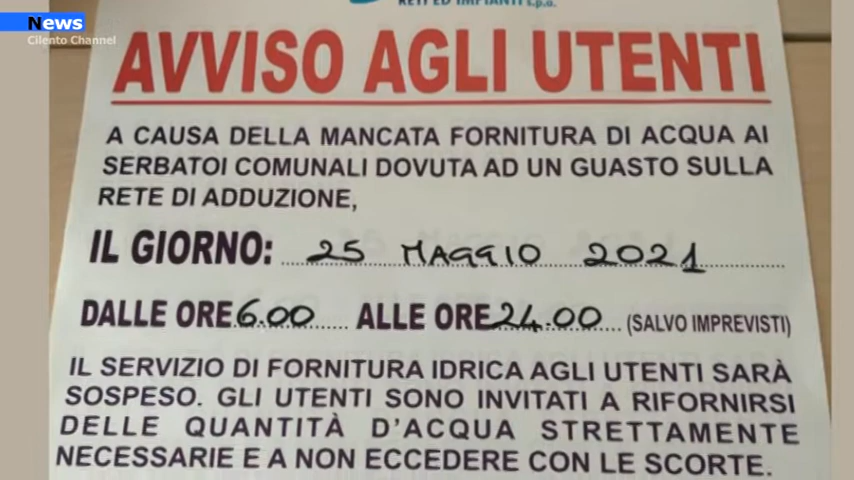 News
Cilento Channel
RETI ED IMPIANTI s.p.a.
AVVISO AGLI UTENTI
A CAUSA DELLA MANCATA FORNITURA DI ACQUA AI
SERBATOI COMUNALI DOVUTA AD UN GUASTO SULLA
RETE DI ADDUZIONE,
IL GIORNO: 25 MAGGIO 2021
DALLE ORE 6.00 ALLE ORE 24.00 (SALVO IMPREVISTI)
IL SERVIZIO DI FORNITURA IDRICA AGLI UTENTI SARÀ
SOSPESO. GLI UTENTI SONO INVITATI A RIFORNIRSI
DELLE QUANTITÀ D'ACQUA STRETTAMENTE
NECESSARIE E A NON ECCEDERE CON LE SCORTE.